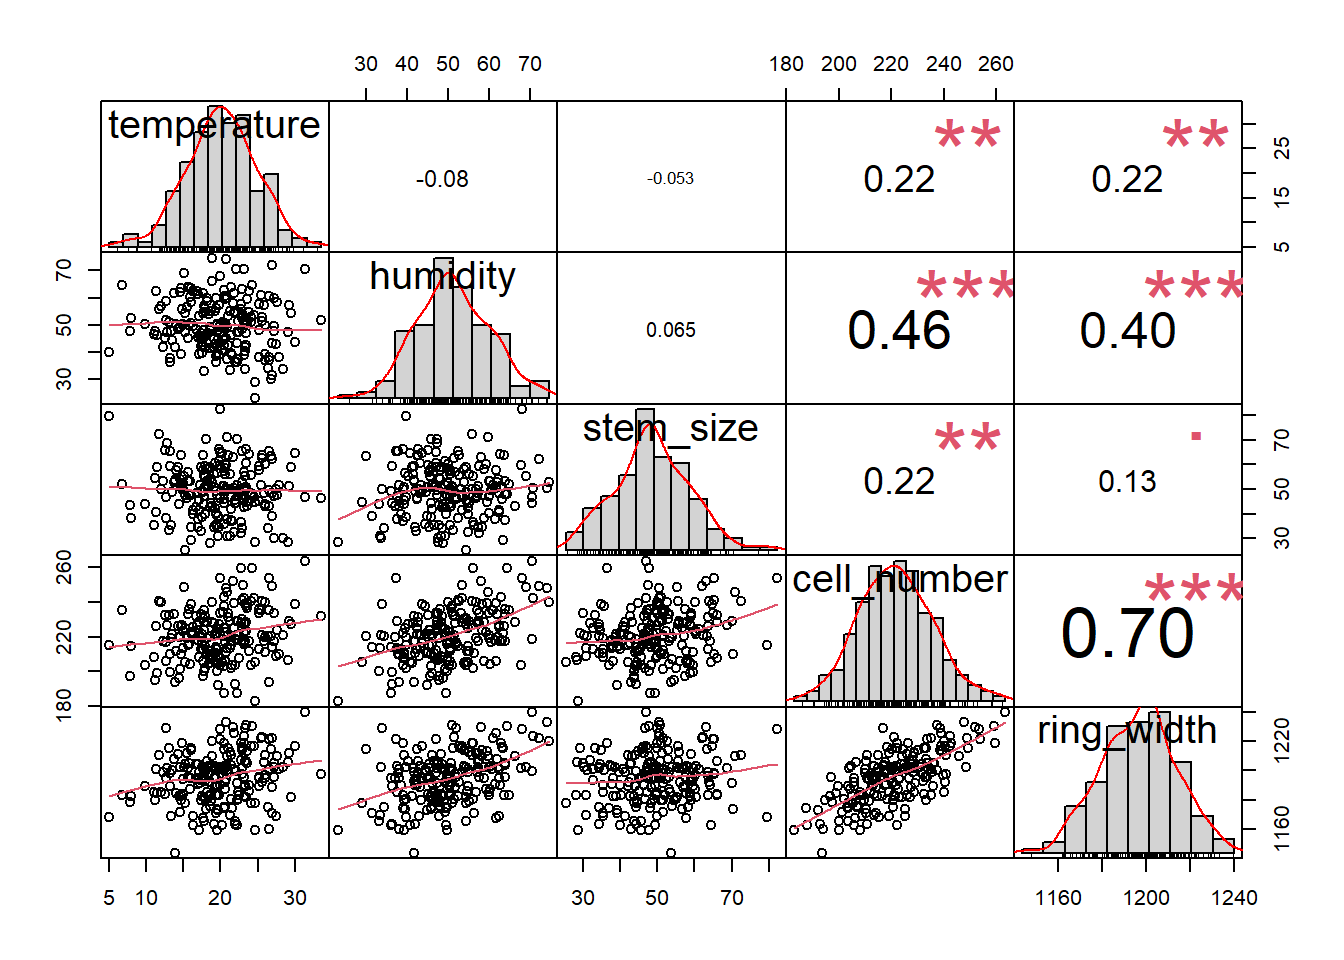 30 40 50 60 70 180 200 220 240 260
temperature -0.08 -0.053 0.22 ** 0.22 ** 5 15 25
30 50 70 humidity 0.065 0.46 *** 0.40 ***
stem_size 0.22 ** 0.13 . 30 50 70
180 220 260 cell_number 0.70 ***
ring_width 1160 1220
5 10 20 30 50 70 1160 1200 1240